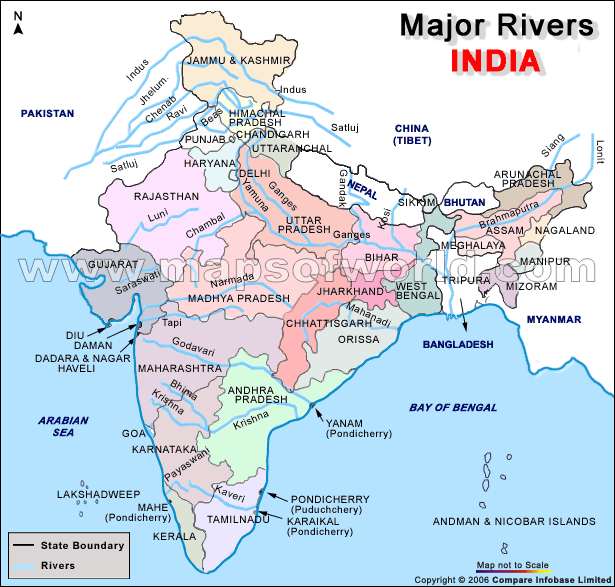 N
Major Rivers
INDIA
JAMMU & KASHMIR
Indus
Jhelum.
Chenab
Ravi
Beas
Indus
Satluj
HIMACHAL
PRADESH
PAKISTAN
CHINA
(TIBET)
PUNJAB
CHANDIGARH
UTTARANCHAL
Satluj
HARYANA
DELHI
Siang
Lohit
ARUNACHAL
PRADESH
RAJASTHAN
Yamuna
Ganges
Gandak
NEPAL
SIKKIM
BHUTAN
Kosi
Brahmaputra
Luni
Chambal
UTTAR
PRADESH
Ganges
ASSAM
NAGALAND
MEGHALAYA
BIHAR
MANIPUR
GUJARAT
www.mapsofworld.com
Saraswati
Narmada
MADHYA PRADESH
JHARKHAND
WEST
BENGAL
TRIPURA
MIZORAM
DIU
DAMAN
DADARA & NAGAR
HAVELI
Tapi
CHHATTISGARH
Mahanadi
ORISSA
MYANMAR
BANGLADESH
Godavari
MAHARASHTRA
Bhima
Krishna
ANDHRA
PRADESH
Krishna
YANAM
(Pondicherry)
ARABIAN
SEA
BAY OF BENGAL
GOA
KARNATAKA
Payaswani
LAKSHADWEEP
MAHE
(Pondicherry)
Kaveri
PONDICHERRY
(Puduchchery)
KARAIKAL
(Pondicherry)
TAMILNADU
KERALA
ANDMAN & NICOBAR ISLANDS
State Boundary
Rivers
Map not to Scale
Copyright © 2006 Compare Infobase Limited